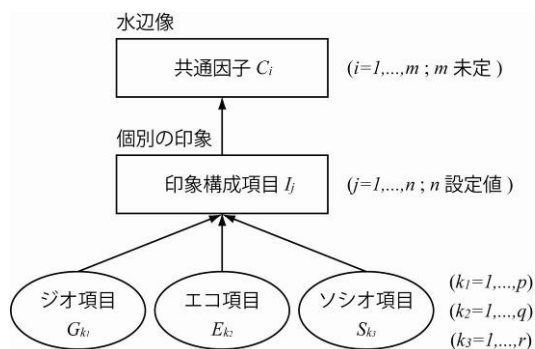 水辺像
共通因子 Ci (i=1,...,m ; m 未定 )
個別の印象
印象構成項目 Ij (j=1,...,n ; n 設定値 )
ジオ項目 エコ項目 ソシオ項目 (k1=1,...,p)
Gk1 Ek2 Sk3 (k2=1,...,q)
(k3=1,...,r)